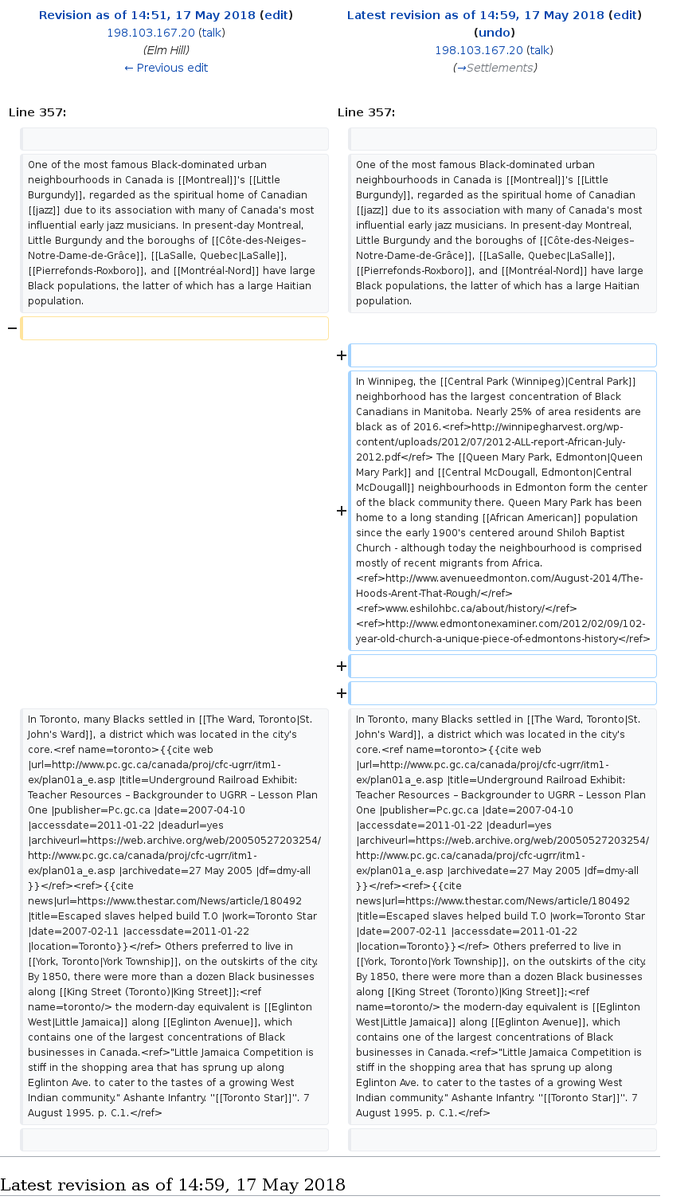 Revision as of 14:51, 17 May 2018 (edit)
198.103.167.20 (talk)
(Elm Hill)
← Previous edit
Latest revision as of 14:59, 17 May 2018 (edit)
(undo)
198.103.167.20 (talk)
(→Settlements)
Line 357:
Line 357:
One of the most famous Black-dominated urban
neighbourhoods in Canada is [[Montreal]]'s [[Little
Burgundy]], regarded as the spiritual home of Canadian
[[jazz]] due to its association with many of Canada's most
influential early jazz musicians. In present-day Montreal,
Little Burgundy and the boroughs of [[Côte-des-Neiges–
Notre-Dame-de-Grâce]], [[LaSalle, Quebec|LaSalle]],
[[Pierrefonds-Roxboro]], and [[Montréal-Nord]] have large
Black populations, the latter of which has a large Haitian
population.
One of the most famous Black-dominated urban
neighbourhoods in Canada is [[Montreal]]'s [[Little
Burgundy]], regarded as the spiritual home of Canadian
[[jazz]] due to its association with many of Canada's most
influential early jazz musicians. In present-day Montreal,
Little Burgundy and the boroughs of [[Côte-des-Neiges–
Notre-Dame-de-Grâce]], [[LaSalle, Quebec|LaSalle]],
[[Pierrefonds-Roxboro]], and [[Montréal-Nord]] have large
Black populations, the latter of which has a large Haitian
population.
−
+
+
In Winnipeg, the [[Central Park (Winnipeg)|Central Park]]
neighborhood has the largest concentration of Black
Canadians in Manitoba. Nearly 25% of area residents are
black as of 2016.<ref>http://winnipegharvest.org/wp-
content/uploads/2012/07/2012-ALL-report-African-July-
2012.pdf</ref> The [[Queen Mary Park, Edmonton|Queen
Mary Park]] and [[Central McDougall, Edmonton|Central
McDougall]] neighbourhoods in Edmonton form the center
of the black community there. Queen Mary Park has been
home to a long standing [[African American]] population
since the early 1900's centered around Shiloh Baptist
Church - although today the neighbourhood is comprised
mostly of recent migrants from Africa.
<ref>http://www.avenueedmonton.com/August-2014/The-
Hoods-Arent-That-Rough/</ref>
<ref>www.eshilohbc.ca/about/history/</ref>
<ref>http://www.edmontonexaminer.com/2012/02/09/102-
year-old-church-a-unique-piece-of-edmontons-history</ref>
+
+
In Toronto, many Blacks settled in [[The Ward, Toronto|St.
John's Ward]], a district which was located in the city's
core.<ref name=toronto>{{cite web
|url=http://www.pc.gc.ca/canada/proj/cfc-ugrr/itm1-
ex/plan01a_e.asp |title=Underground Railroad Exhibit:
Teacher Resources – Backgrounder to UGRR – Lesson Plan
One |publisher=Pc.gc.ca |date=2007-04-10
|accessdate=2011-01-22 |deadurl=yes
|archiveurl=https://web.archive.org/web/20050527203254/
http://www.pc.gc.ca/canada/proj/cfc-ugrr/itm1-
ex/plan01a_e.asp |archivedate=27 May 2005 |df=dmy-all
}}</ref><ref>{{cite
news|url=https://www.thestar.com/News/article/180492
|title=Escaped slaves helped build T.O |work=Toronto Star
|date=2007-02-11 |accessdate=2011-01-22
|location=Toronto}}</ref> Others preferred to live in
[[York, Toronto|York Township]], on the outskirts of the city.
By 1850, there were more than a dozen Black businesses
along [[King Street (Toronto)|King Street]];<ref
name=toronto/> the modern-day equivalent is [[Eglinton
West|Little Jamaica]] along [[Eglinton Avenue]], which
contains one of the largest concentrations of Black
businesses in Canada.<ref>"Little Jamaica Competition is
stiff in the shopping area that has sprung up along
Eglinton Ave. to cater to the tastes of a growing West
Indian community." Ashante Infantry. ''[[Toronto Star]]''. 7
August 1995. p. C.1.</ref>
In Toronto, many Blacks settled in [[The Ward, Toronto|St.
John's Ward]], a district which was located in the city's
core.<ref name=toronto>{{cite web
|url=http://www.pc.gc.ca/canada/proj/cfc-ugrr/itm1-
ex/plan01a_e.asp |title=Underground Railroad Exhibit:
Teacher Resources – Backgrounder to UGRR – Lesson Plan
One |publisher=Pc.gc.ca |date=2007-04-10
|accessdate=2011-01-22 |deadurl=yes
|archiveurl=https://web.archive.org/web/20050527203254/
http://www.pc.gc.ca/canada/proj/cfc-ugrr/itm1-
ex/plan01a_e.asp |archivedate=27 May 2005 |df=dmy-all
}}</ref><ref>{{cite
news|url=https://www.thestar.com/News/article/180492
|title=Escaped slaves helped build T.O |work=Toronto Star
|date=2007-02-11 |accessdate=2011-01-22
|location=Toronto}}</ref> Others preferred to live in
[[York, Toronto|York Township]], on the outskirts of the city.
By 1850, there were more than a dozen Black businesses
along [[King Street (Toronto)|King Street]];<ref
name=toronto/> the modern-day equivalent is [[Eglinton
West|Little Jamaica]] along [[Eglinton Avenue]], which
contains one of the largest concentrations of Black
businesses in Canada.<ref>"Little Jamaica Competition is
stiff in the shopping area that has sprung up along
Eglinton Ave. to cater to the tastes of a growing West
Indian community." Ashante Infantry. ''[[Toronto Star]]''. 7
August 1995. p. C.1.</ref>
Latest revision as of 14:59, 17 May 2018